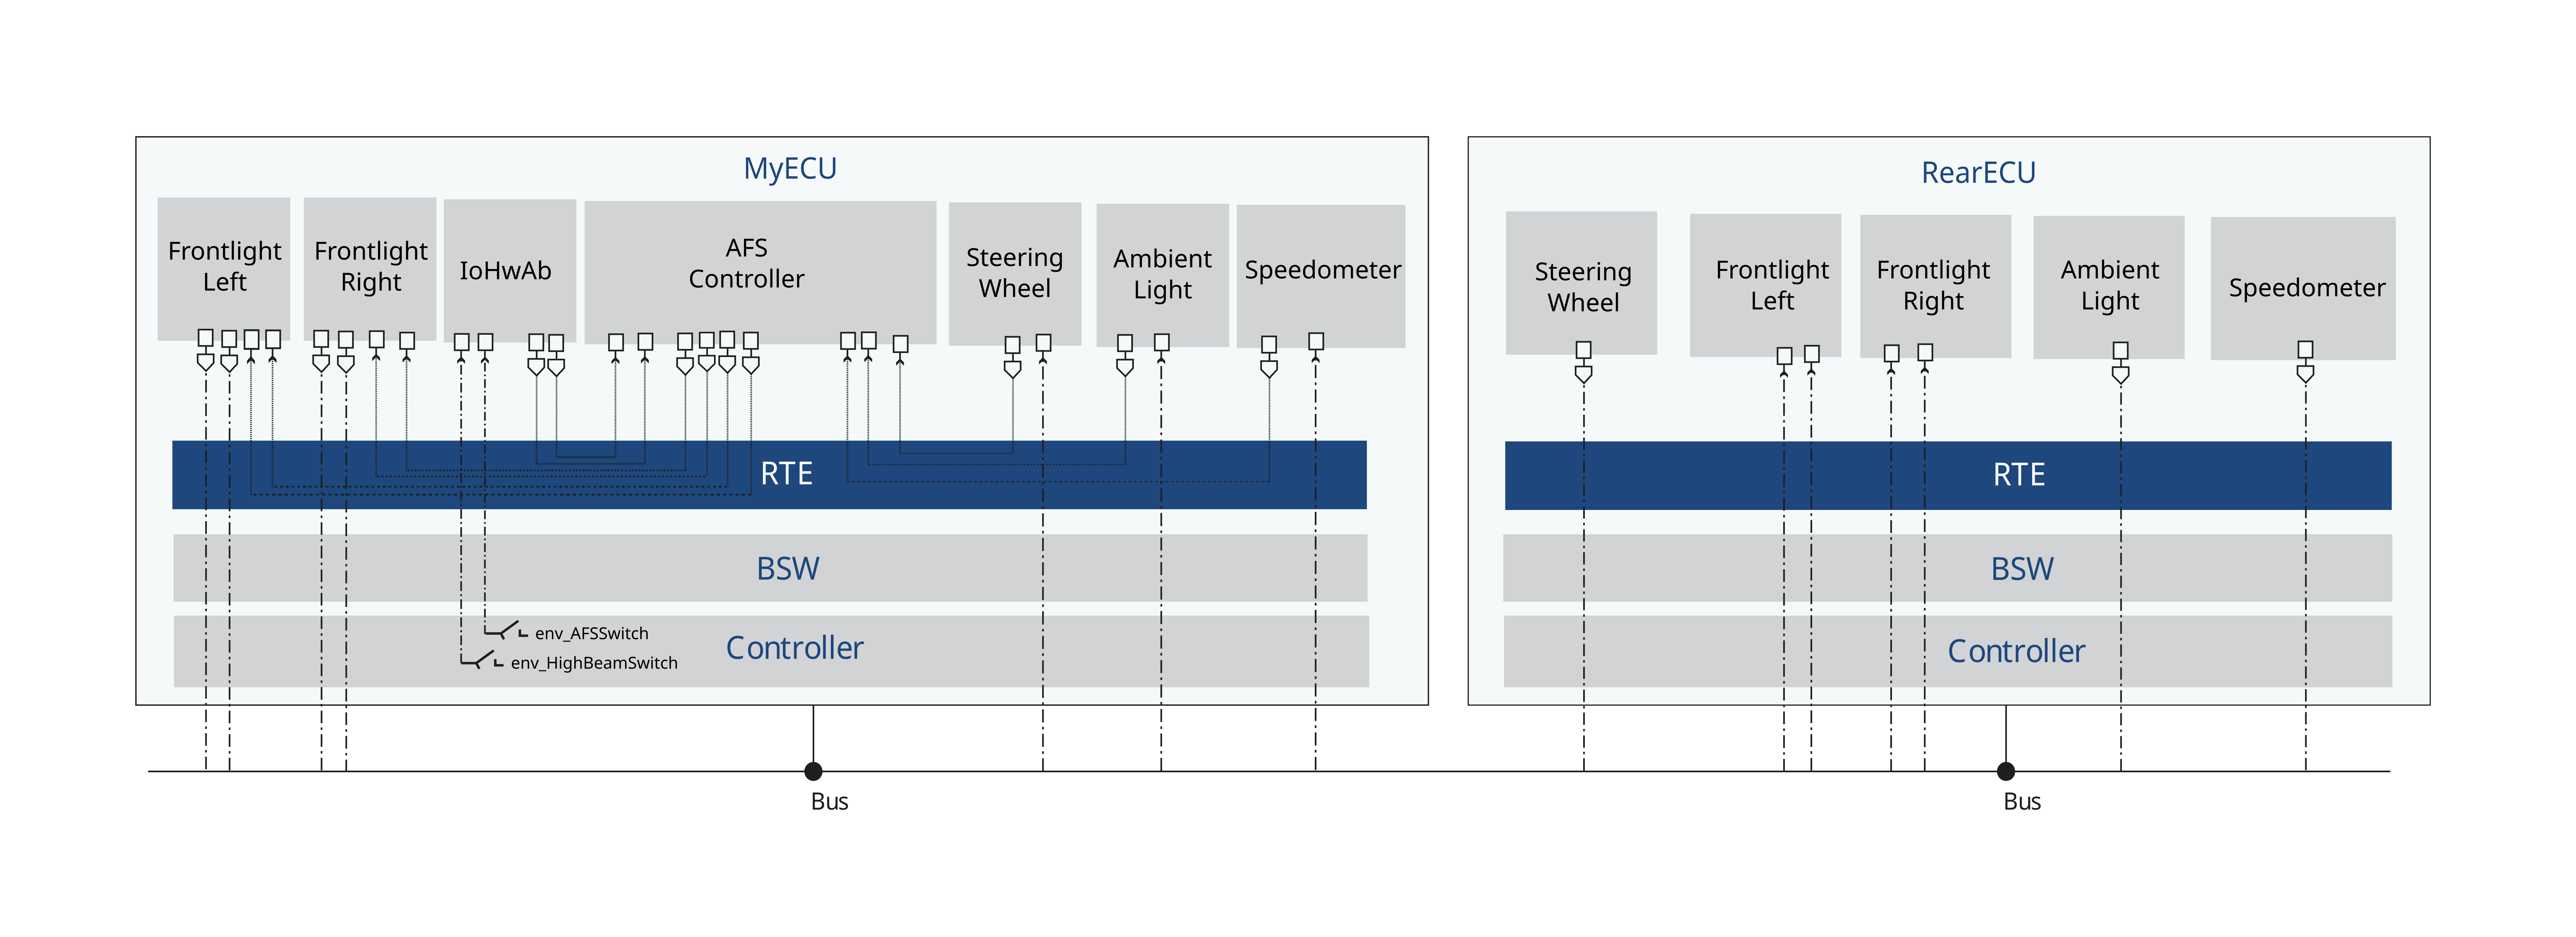 MyECU
Frontlight
Left
Frontlight
Right
IoHwAb
AFS
Controller
Steering
Wheel
Ambient
Light
Speedometer
RTE
BSW
env_AFSSwitch
env_HighBeamSwitch
Controller
Bus
RearECU
Steering
Wheel
Frontlight
Left
Frontlight
Right
Ambient
Light
Speedometer
RTE
BSW
Controller
Bus